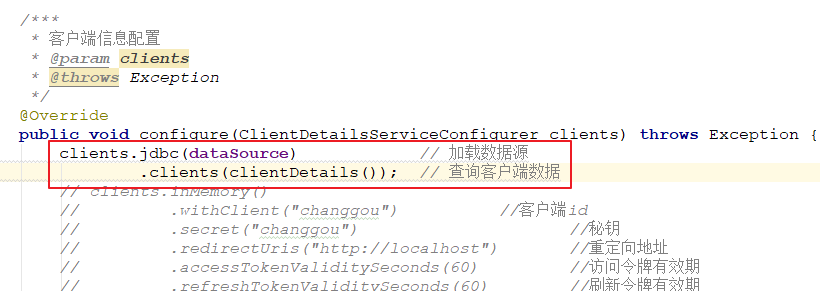 /***
 * 客户端信息配置
 * @param clients
 * @throws Exception
 */
@Override
public void configure(ClientDetailsServiceConfigurer clients) throws Exception {
clients.jdbc(dataSource) // 加载数据源
.clients(clientDetails()); // 查询客户端数据
// clients.inMemory()
// .withClient("changgou") //客户端id
// .secret("changgou") //秘钥
// .redirectUris("http://localhost") //重定向地址
// .accessTokenValiditySeconds(60) //访问令牌有效期
// .refreshTokenValiditySeconds(60) //刷新令牌有效期